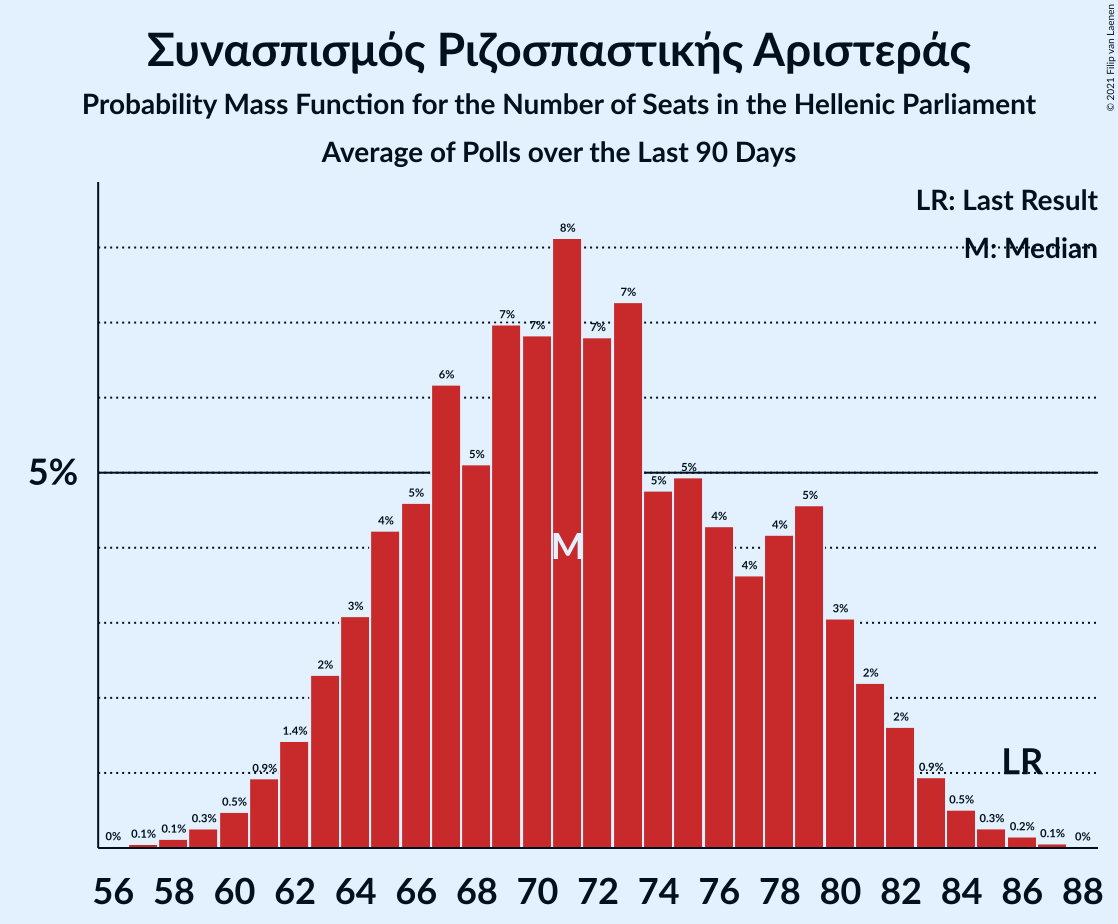 Συνασπισμός Ριζοσπαστικής Αριστεράς
Probability Mass Function for the Number of Seats in the Hellenic Parliament
Average of Polls over the Last 90 Days
© 2021 Filip van Laenen
LR: Last Result
M: Median
5%
0% 0.1% 0.1% 0.3% 0.5% 0.9% 1.4% 2% 3% 4% 5% 6% 5% 7% 7% 8% 7% 7% 5% 5% 4% 4% 4% 5% 3% 2% 2% 0.9% 0.5% 0.3% 0.2% 0.1% 0%
M
LR
56 58 60 62 64 66 68 70 72 74 76 78 80 82 84 86 88